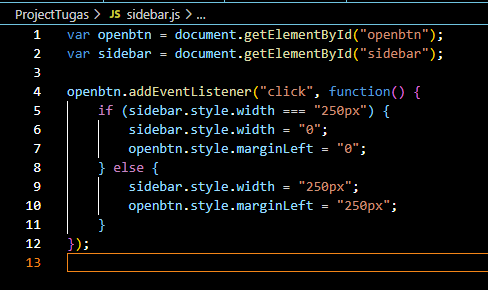 ProjectTugas > JS sidebar.js > ...
1 var openbtn = document.getElementById("openbtn");
2 var sidebar = document.getElementById("sidebar");
3
4 openbtn.addEventListener("click", function() {
5     if (sidebar.style.width === "250px") {
6         sidebar.style.width = "0";
7         openbtn.style.marginLeft = "0";
8     } else {
9         sidebar.style.width = "250px";
10         openbtn.style.marginLeft = "250px";
11     }
12 });
13